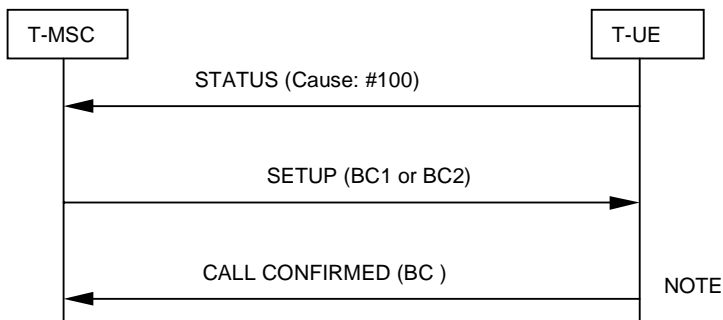 T-MSC
T-UE
STATUS (Cause: #100)
SETUP (BC1 or BC2)
CALL CONFIRMED (BC )
NOTE